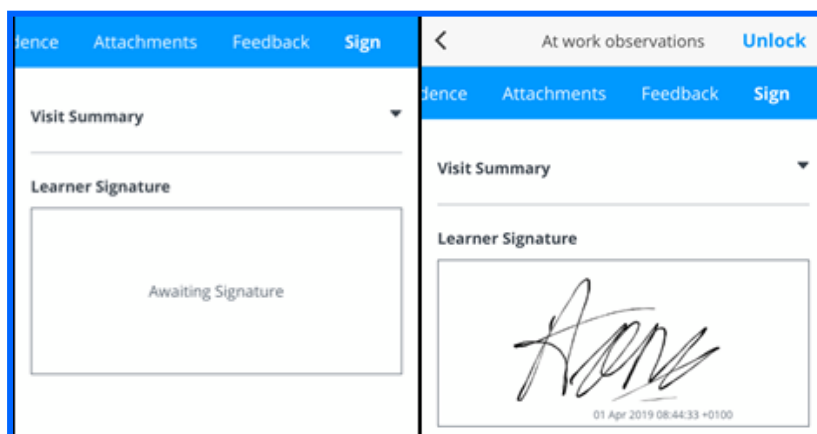 dence Attachments Feedback Sign
Visit Summary
Learner Signature
Awaiting Signature
At work observations Unlock
dence Attachments Feedback Sign
Visit Summary
Learner Signature
01 Apr 2019 08:44:33 +0100